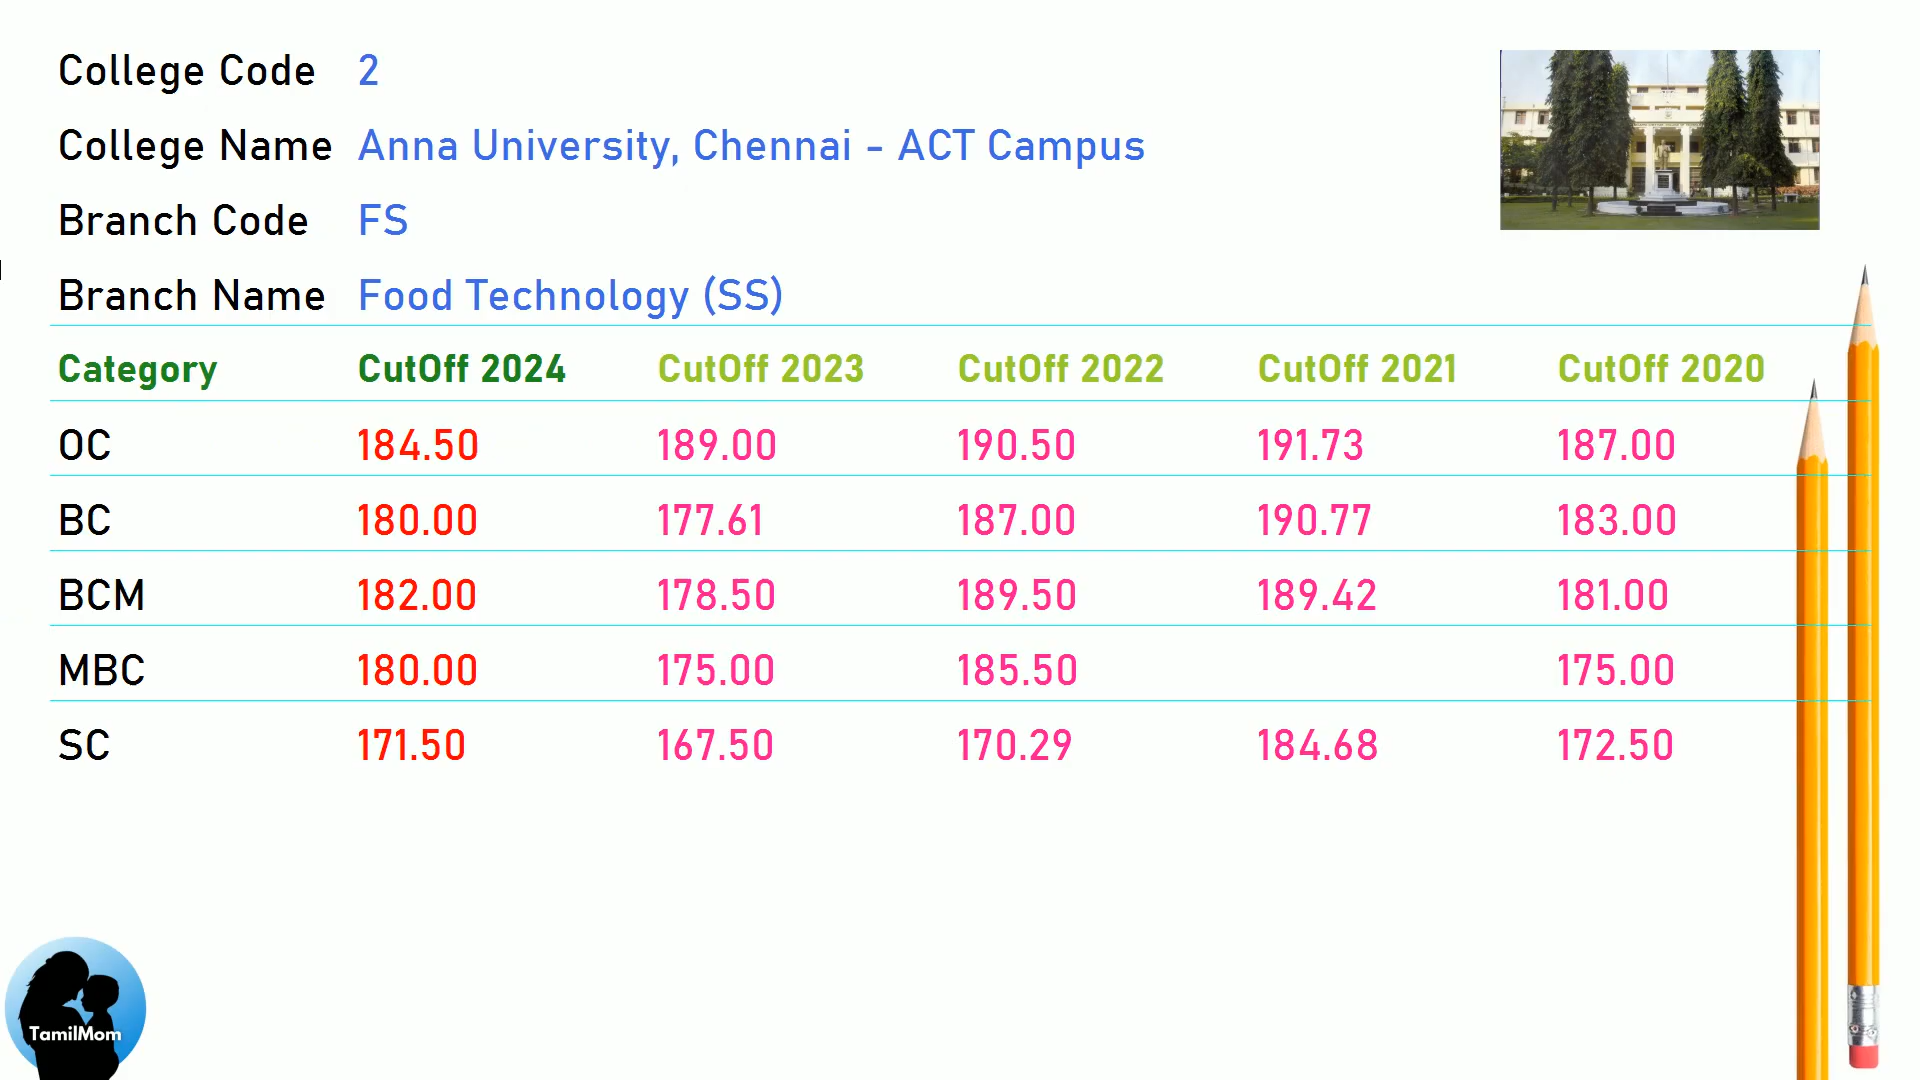 College Code 2
College Name Anna University, Chennai - ACT Campus
Branch Code FS
Branch Name Food Technology (SS)
Category CutOff 2024 CutOff 2023 CutOff 2022 CutOff 2021 CutOff 2020
OC 184.50 189.00 190.50 191.73 187.00
BC 180.00 177.61 187.00 190.77 183.00
BCM 182.00 178.50 189.50 189.42 181.00
MBC 180.00 175.00 185.50 175.00
SC 171.50 167.50 170.29 184.68 172.50
TamilMom